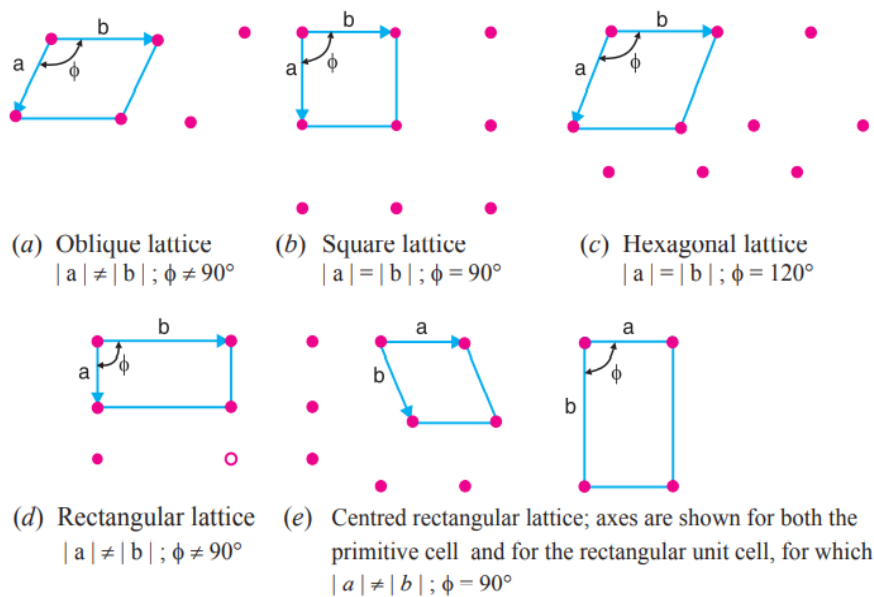 b
a
ϕ
b
a
ϕ
b
a
ϕ
(a) Oblique lattice
| a | ≠ | b | ; ϕ ≠ 90°
(b) Square lattice
| a | = | b | ; ϕ = 90°
(c) Hexagonal lattice
| a | = | b | ; ϕ = 120°
b
a
ϕ
a
b
a
ϕ
b
(d) Rectangular lattice
| a | ≠ | b | ; ϕ ≠ 90°
(e) Centred rectangular lattice; axes are shown for both the
primitive cell and for the rectangular unit cell, for which
| a | ≠ | b | ; ϕ = 90°